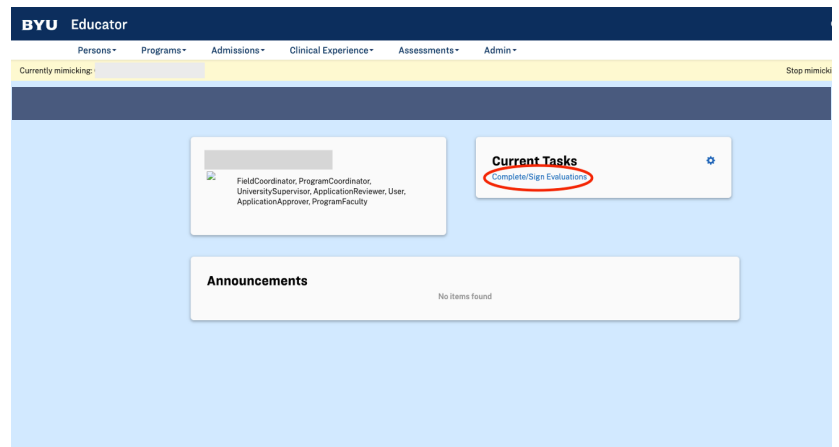 BYU Educator
Persons Programs Admissions Clinical Experience Assessments Admin
Currently mimicking:
Stop mimicki
Current Tasks
Complete/Sign Evaluations
FieldCoordinator, ProgramCoordinator,
UniversitySupervisor, ApplicationReviewer, User,
ApplicationApprover, ProgramFaculty
Announcements
No items found